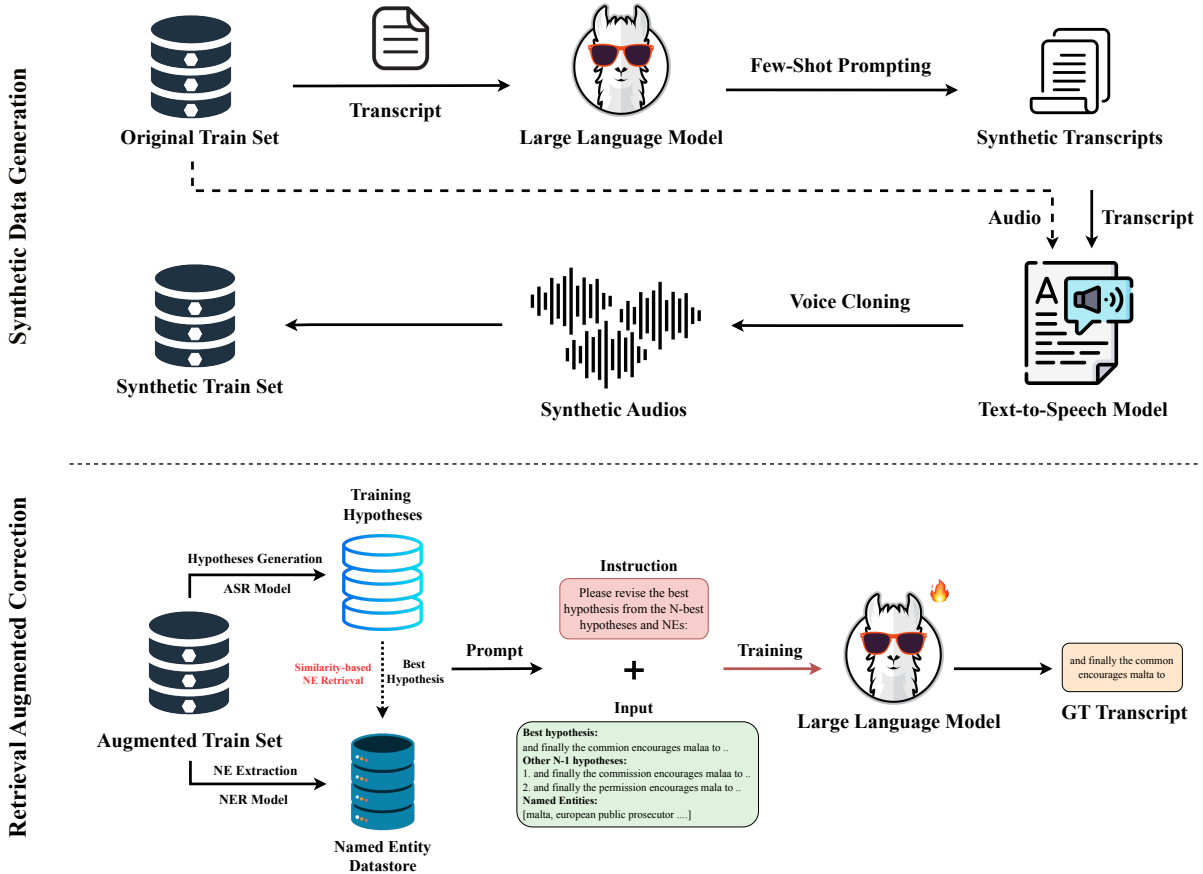 Synthetic Data Generation
Original Train Set
Transcript
Large Language Model
Few-Shot Prompting
Synthetic Transcripts
Audio
Transcript
A
Text-to-Speech Model
Voice Cloning
Synthetic Audios
Synthetic Train Set
Retrieval Augmented Correction
Augmented Train Set
Hypotheses Generation
ASR Model
Training
Hypotheses
Similarity-based
NE Retrieval
Best
Hypothesis
NE Extraction
NER Model
Named Entity
Datastore
Prompt
Instruction
Please revise the best
hypothesis from the N-best
hypotheses and NEs:
+
Input
Best hypothesis:
and finally the commion encourages malaa to ..
Other N-1 hypotheses:
1. and finally the commission encourages malaa to ..
2. and finally the permission encourages mala to ..
Named Entities:
[malta, european public prosecutor ....]
Training
Large Language Model
and finally the common
encourages malta to
GT Transcript